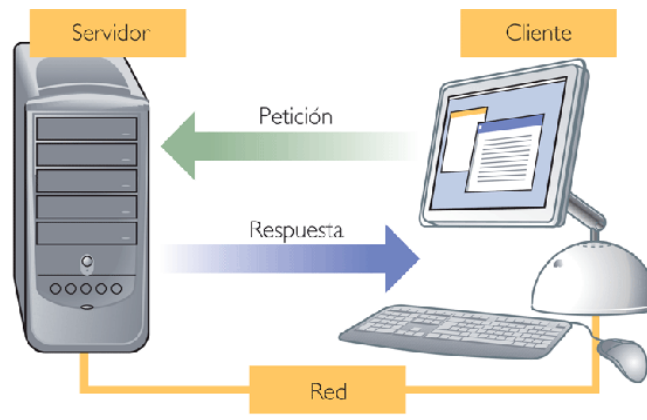 Servidor
Cliente
Petición
Respuesta
Red